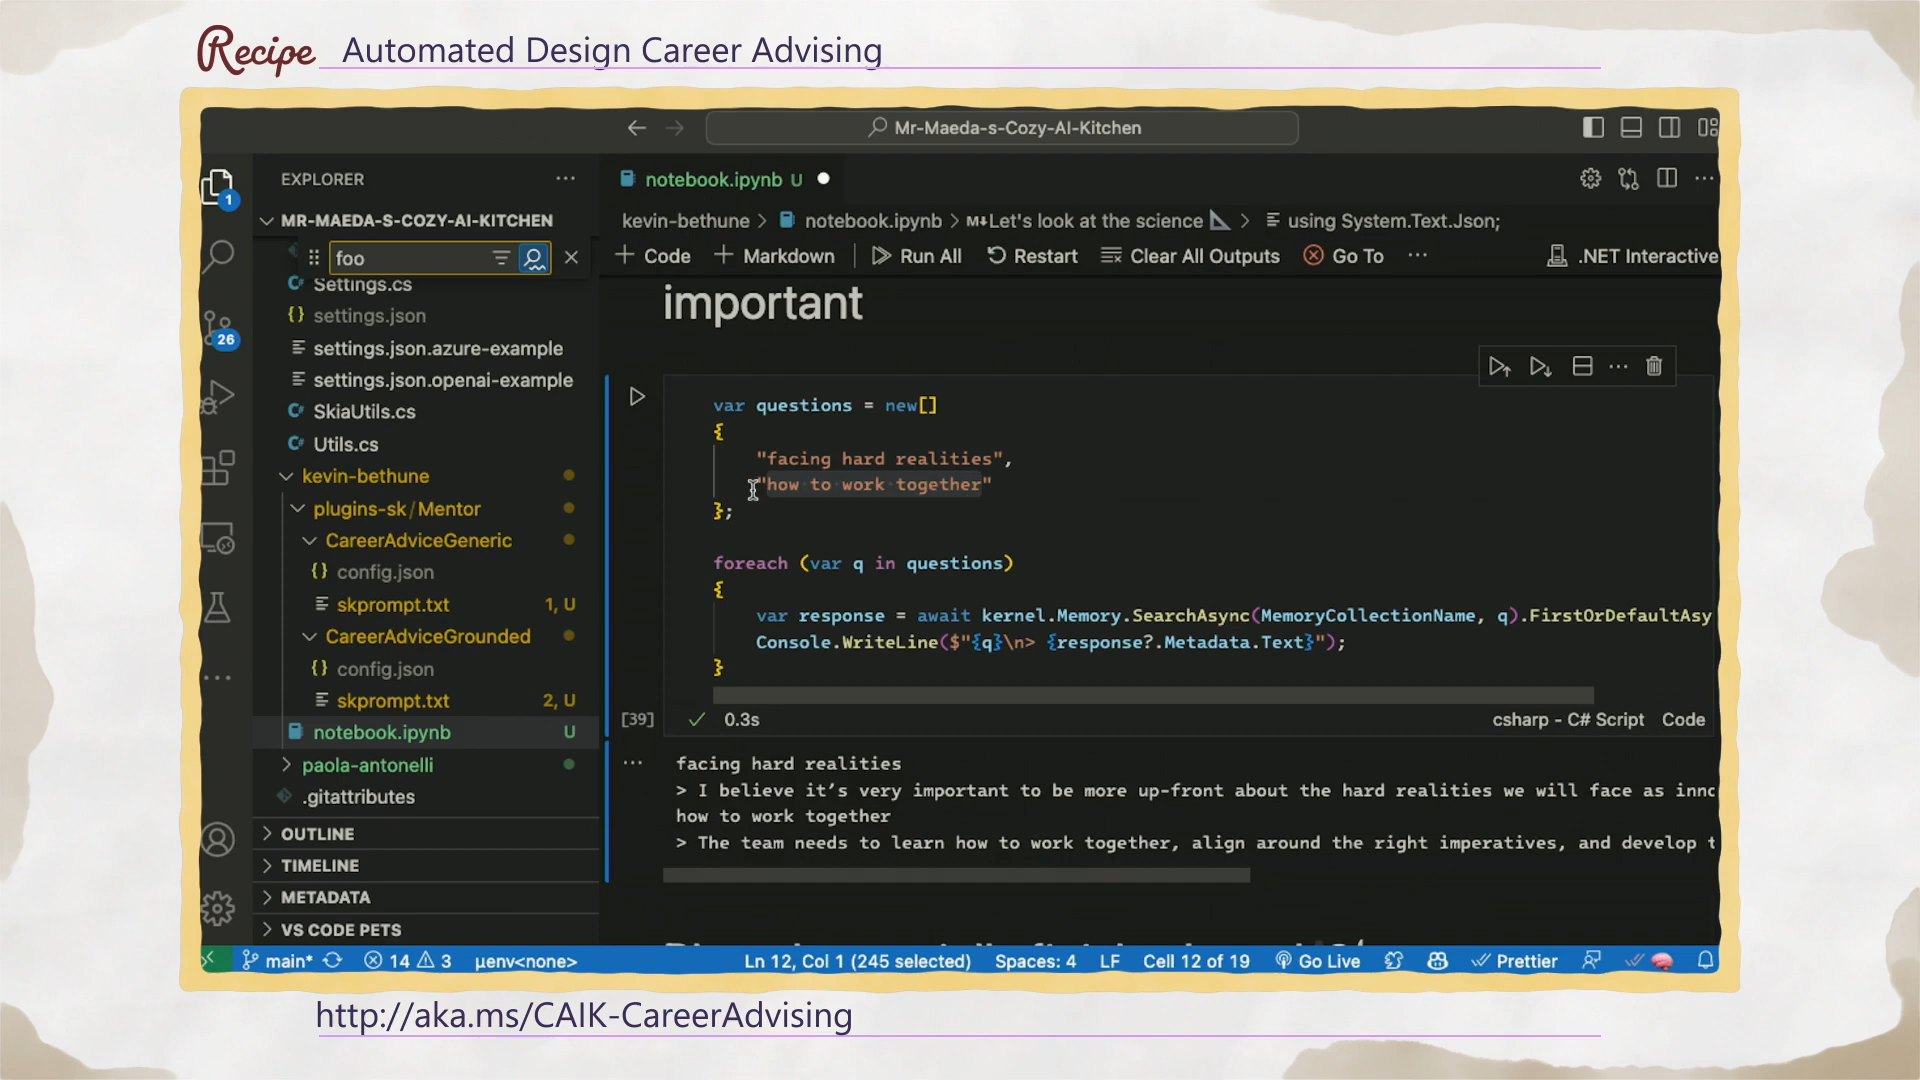 Recipe Automated Design Career Advising
Mr-Maeda-s-Cozy-AI-Kitchen
1
EXPLORER
notebook.ipynb U
MR-MAEDA-S-COZY-AI-KITCHEN
kevin-bethune > notebook.ipynb > M↓Let's look at the science > using System.Text.Json;
foo
Code Markdown Run All Restart Clear All Outputs Go To .NET Interactive
Settings.cs
settings.json
settings.json.azure-example
settings.json.openai-example
SkiaUtils.cs
Utils.cs
26
kevin-bethune
plugins-sk/Mentor
CareerAdviceGeneric
config.json
skprompt.txt 1, U
CareerAdviceGrounded
config.json
skprompt.txt 2, U
notebook.ipynb U
paola-antonelli
.gitattributes
OUTLINE
TIMELINE
METADATA
VS CODE PETS
important
var questions = new[]
{
"facing hard realities",
"how to work together"
};
foreach (var q in questions)
{
var response = await kernel.Memory.SearchAsync(MemoryCollectionName, q).FirstOrDefaultAsy
Console.WriteLine($"{q}\n> {response?.Metadata.Text}");
}
[39] 0.3s csharp - C# Script Code
facing hard realities
> I believe it's very important to be more up-front about the hard realities we will face as inno
how to work together
> The team needs to learn how to work together, align around the right imperatives, and develop t
main* 14 3 µenv<none> Ln 12, Col 1 (245 selected) Spaces: 4 LF Cell 12 of 19 Go Live Prettier
http://aka.ms/CAIK-CareerAdvising